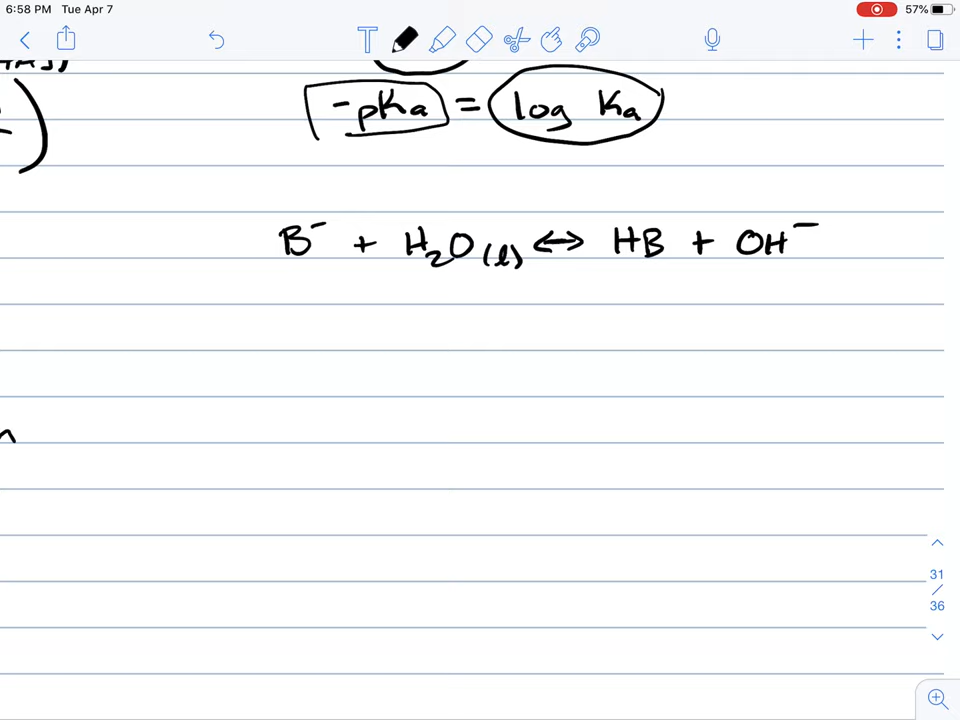 6:58 PM Tue Apr 7
57%
T
-pKa = log Ka
B⁻ + H₂O(l) ↔ HB + OH⁻
31
/
36